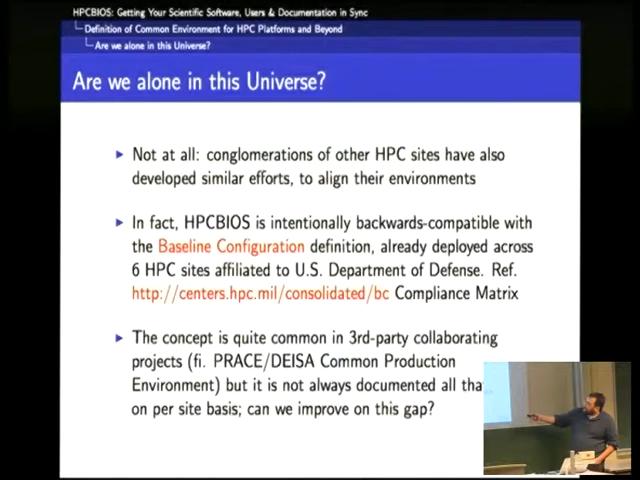 HPCBIOS: Getting Your Scientific Software, Users & Documentation in Sync
Definition of Common Environment for HPC Platforms and Beyond
Are we alone in this Universe?
Are we alone in this Universe?
Not at all: conglomerations of other HPC sites have also
developed similar efforts, to align their environments
In fact, HPCBIOS is intentionally backwards-compatible with
the Baseline Configuration definition, already deployed across
6 HPC sites affiliated to U.S. Department of Defense. Ref.
http://centers.hpc.mil/consolidated/bc Compliance Matrix
The concept is quite common in 3rd-party collaborating
projects (fi. PRACE/DEISA Common Production
Environment) but it is not always documented all
on per site basis; can we improve on this gap?